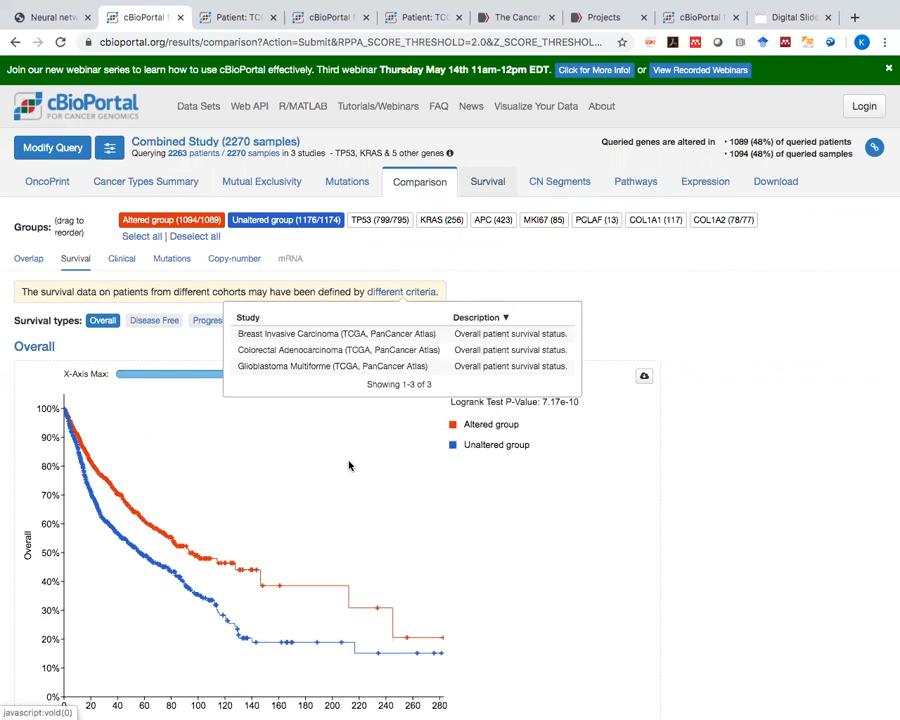 Neural netw
cBioPortal f
Patient: TC
cBioPortal f
Patient: TC
The Cancer
Projects
cBioPortal f
Digital Slide
cbioportal.org/results/comparison?Action=Submit&RPPA_SCORE_THRESHOLD=2.0&Z_SCORE_THRESHOL...
Join our new webinar series to learn how to use cBioPortal effectively. Third webinar Thursday May 14th 11am-12pm EDT. Click for More Info! or View Recorded Webinars
cBioPortal
FOR CANCER GENOMICS
Data Sets Web API R/MATLAB Tutorials/Webinars FAQ News Visualize Your Data About Login
Modify Query
Combined Study (2270 samples)
Querying 2263 patients / 2270 samples in 3 studies - TP53, KRAS & 5 other genes
Queried genes are altered in • 1089 (48%) of queried patients
• 1094 (48%) of queried samples
OncoPrint Cancer Types Summary Mutual Exclusivity Mutations Comparison Survival CN Segments Pathways Expression Download
Groups: (drag to reorder) Altered group (1094/1089) Unaltered group (1176/1174) TP53 (799/795) KRAS (256) APC (423) MKI67 (85) PCLAF (13) COL1A1 (117) COL1A2 (78/77)
Select all | Deselect all
Overlap Survival Clinical Mutations Copy-number mRNA
The survival data on patients from different cohorts may have been defined by different criteria.
Survival types: Overall Disease Free Progres
Study Description ▼
Breast Invasive Carcinoma (TCGA, PanCancer Atlas) Overall patient survival status.
Colorectal Adenocarcinoma (TCGA, PanCancer Atlas) Overall patient survival status.
Glioblastoma Multiforme (TCGA, PanCancer Atlas) Overall patient survival status.
Showing 1-3 of 3
Overall
X-Axis Max:
Logrank Test P-Value: 7.17e-10
Altered group
Unaltered group
Overall
100%
90%
80%
70%
60%
50%
40%
30%
20%
10%
0%
0 20 40 60 80 100 120 140 160 180 200 220 240 260 280
javascript:void(0)
K